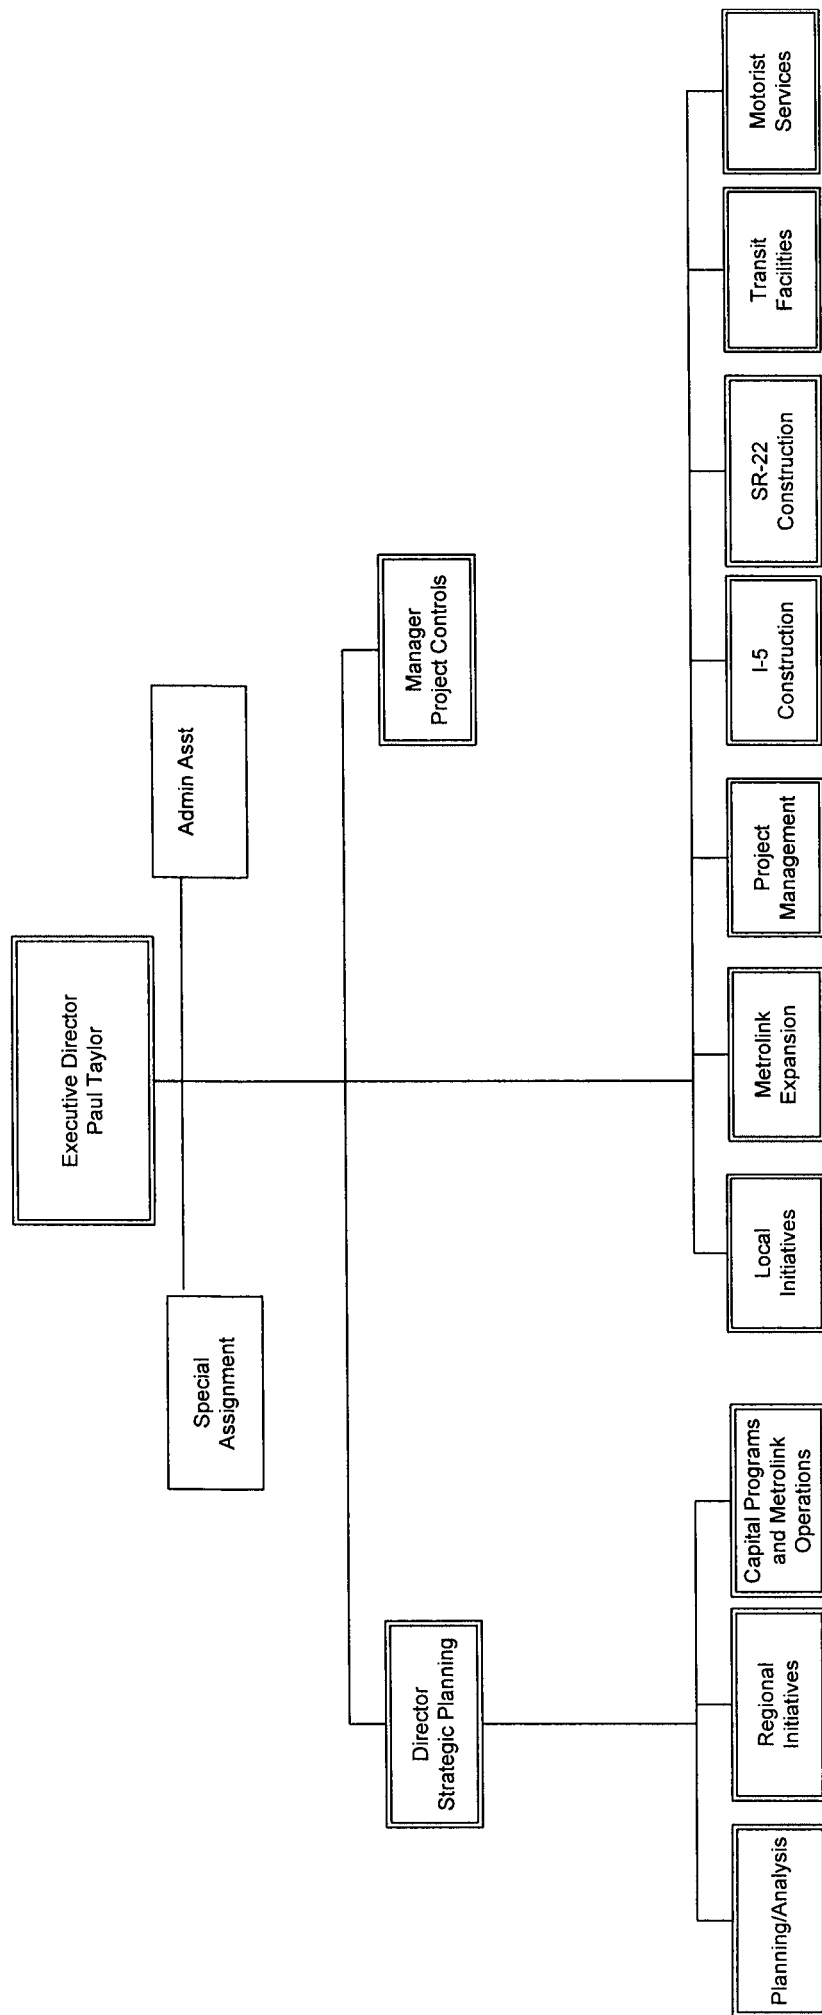 Executive Director
Paul Taylor
Special
Assignment
Admin Asst
Director
Strategic Planning
Manager
Project Controls
Planning/Analysis
Regional
Initiatives
Capital Programs
and Metrolink
Operations
Local
Initiatives
Metrolink
Expansion
Project
Management
I-5
Construction
SR-22
Construction
Transit
Facilities
Motorist
Services